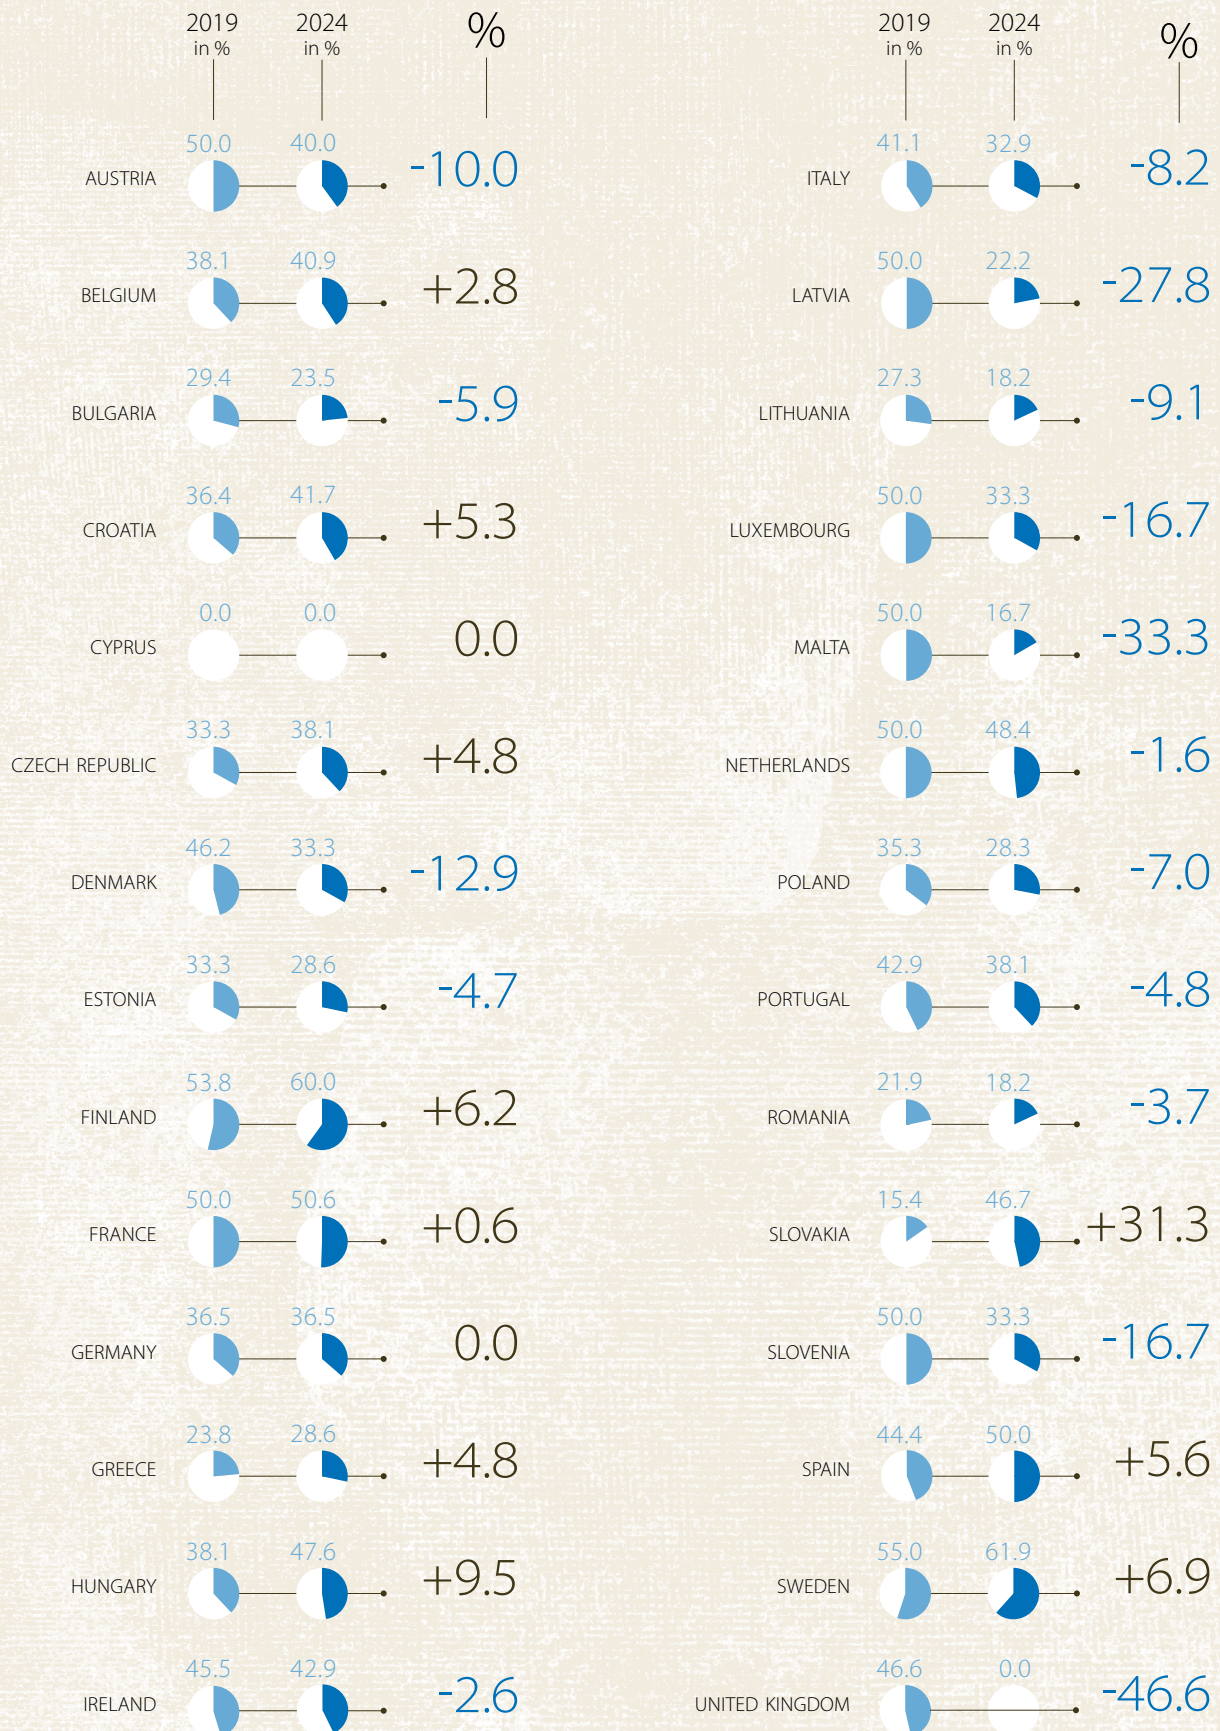 2019 2024 %
in % in %
50.0 40.0
AUSTRIA -10.0
38.1 40.9
BELGIUM +2.8
29.4 23.5
BULGARIA -5.9
36.4 41.7
CROATIA +5.3
0.0 0.0
CYPRUS 0.0
33.3 38.1
CZECH REPUBLIC +4.8
46.2 33.3
DENMARK -12.9
33.3 28.6
ESTONIA -4.7
53.8 60.0
FINLAND +6.2
50.0 50.6
FRANCE +0.6
36.5 36.5
GERMANY 0.0
23.8 28.6
GREECE +4.8
38.1 47.6
HUNGARY +9.5
45.5 42.9
IRELAND -2.6
2019 2024 %
in % in %
41.1 32.9
ITALY -8.2
50.0 22.2
LATVIA -27.8
27.3 18.2
LITHUANIA -9.1
50.0 33.3
LUXEMBOURG -16.7
50.0 16.7
MALTA -33.3
50.0 48.4
NETHERLANDS -1.6
35.3 28.3
POLAND -7.0
42.9 38.1
PORTUGAL -4.8
21.9 18.2
ROMANIA -3.7
15.4 46.7
SLOVAKIA +31.3
50.0 33.3
SLOVENIA -16.7
44.4 50.0
SPAIN +5.6
55.0 61.9
SWEDEN +6.9
46.6 0.0
UNITED KINGDOM -46.6